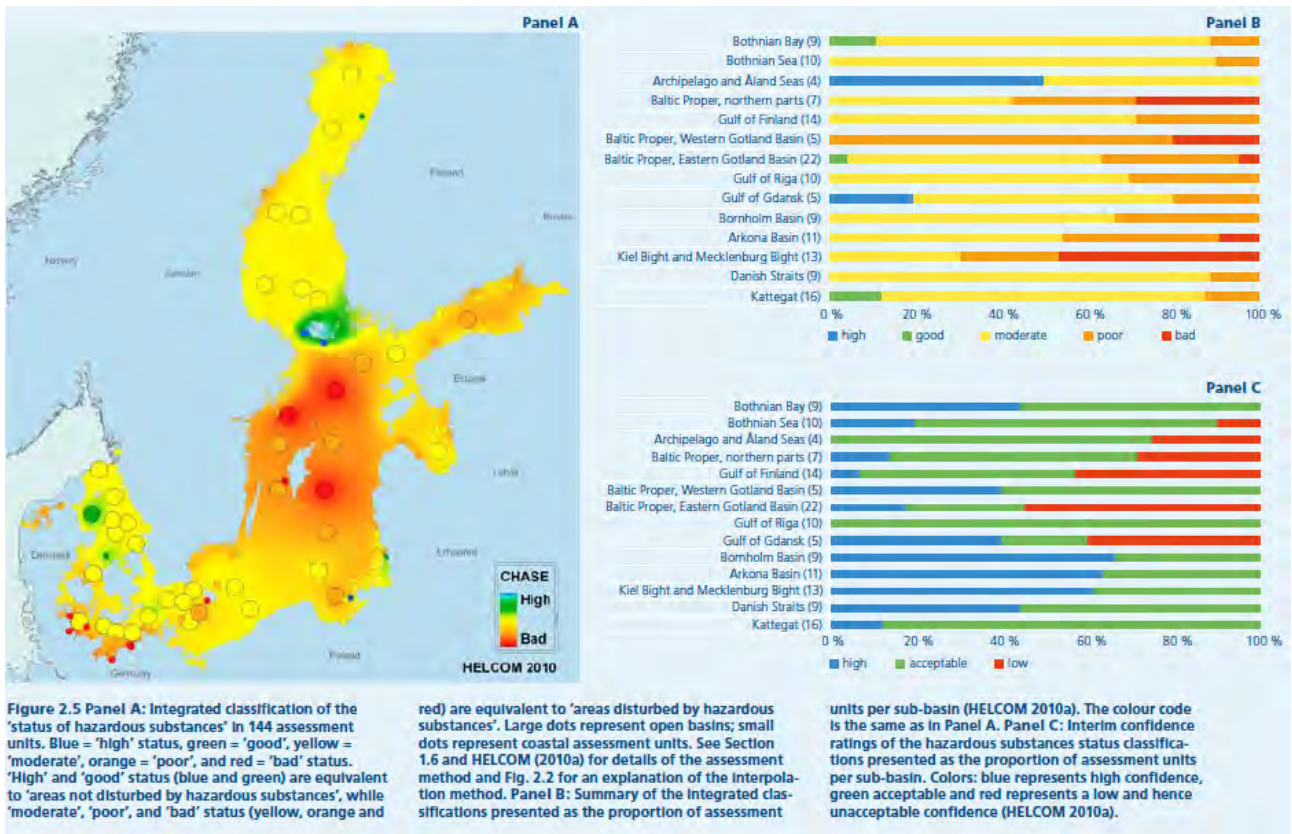 Panel A
Finland
Russia
Norway
Sweden
Estonia
Latvia
Denmark
Lithuania
Poland
Germany
CHASE
High
Bad
HELCOM 2010
Panel B
Bothnian Bay (9)
Bothnian Sea (10)
Archipelago and Åland Seas (4)
Baltic Proper, northern parts (7)
Gulf of Finland (14)
Baltic Proper, Western Gotland Basin (5)
Baltic Proper, Eastern Gotland Basin (22)
Gulf of Riga (10)
Gulf of Gdansk (5)
Bornholm Basin (9)
Arkona Basin (11)
Kiel Bight and Mecklenburg Bight (13)
Danish Straits (9)
Kattegat (16)
0 % 20 % 40 % 60 % 80 % 100 %
high good moderate poor bad
Panel C
Bothnian Bay (9)
Bothnian Sea (10)
Archipelago and Åland Seas (4)
Baltic Proper, northern parts (7)
Gulf of Finland (14)
Baltic Proper, Western Gotland Basin (5)
Baltic Proper, Eastern Gotland Basin (22)
Gulf of Riga (10)
Gulf of Gdansk (5)
Bornholm Basin (9)
Arkona Basin (11)
Kiel Bight and Mecklenburg Bight (13)
Danish Straits (9)
Kattegat (16)
0 % 20 % 40 % 60 % 80 % 100 %
high acceptable low
Figure 2.5 Panel A: Integrated classification of the
'status of hazardous substances' in 144 assessment
units. Blue = 'high' status, green = 'good', yellow =
'moderate', orange = 'poor', and red = 'bad' status.
'High' and 'good' status (blue and green) are equivalent
to 'areas not disturbed by hazardous substances', while
'moderate', 'poor', and 'bad' status (yellow, orange and
red) are equivalent to 'areas disturbed by hazardous
substances'. Large dots represent open basins; small
dots represent coastal assessment units. See Section
1.6 and HELCOM (2010a) for details of the assessment
method and Fig. 2.2 for an explanation of the interpola-
tion method. Panel B: Summary of the integrated clas-
sifications presented as the proportion of assessment
units per sub-basin (HELCOM 2010a). The colour code
is the same as in Panel A. Panel C: Interim confidence
ratings of the hazardous substances status classifica-
tions presented as the proportion of assessment units
per sub-basin. Colors: blue represents high confidence,
green acceptable and red represents a low and hence
unacceptable confidence (HELCOM 2010a).